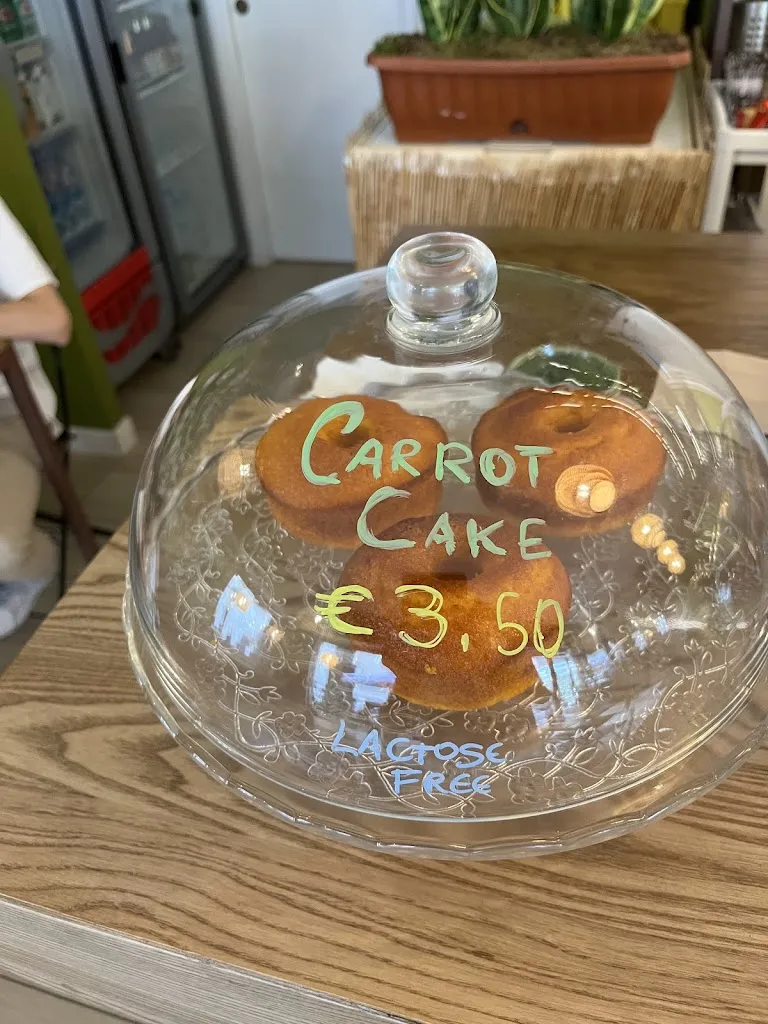 CARROT
CAKE
€ 3.50
LACTOSE
FREE